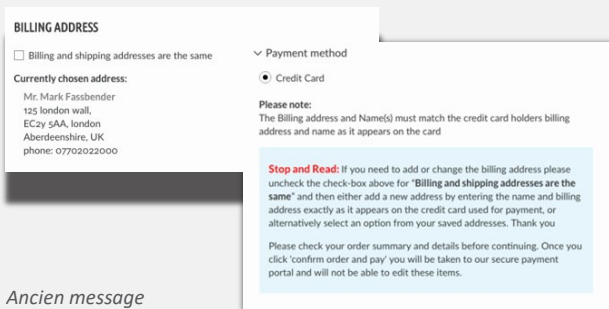 BILLING ADDRESS
Billing and shipping addresses are the same
Currently chosen address:
Mr. Mark Fassbender
125 london wall,
EC2y 5AA, london
Aberdeenshire, UK
phone: 07702022000
Payment method
Credit Card
Please note:
The Billing address and Name(s) must match the credit card holders billing
address and name as it appears on the card
Stop and Read: If you need to add or change the billing address please
uncheck the check-box above for "Billing and shipping addresses are the
same" and then either add a new address by entering the name and billing
address exactly as it appears on the credit card used for payment, or
alternatively select an option from your saved addresses. Thank you
Please check your order summary and details before continuing. Once you
click 'confirm order and pay' you will be taken to our secure payment
portal and will not be able to edit these items.
Ancien message